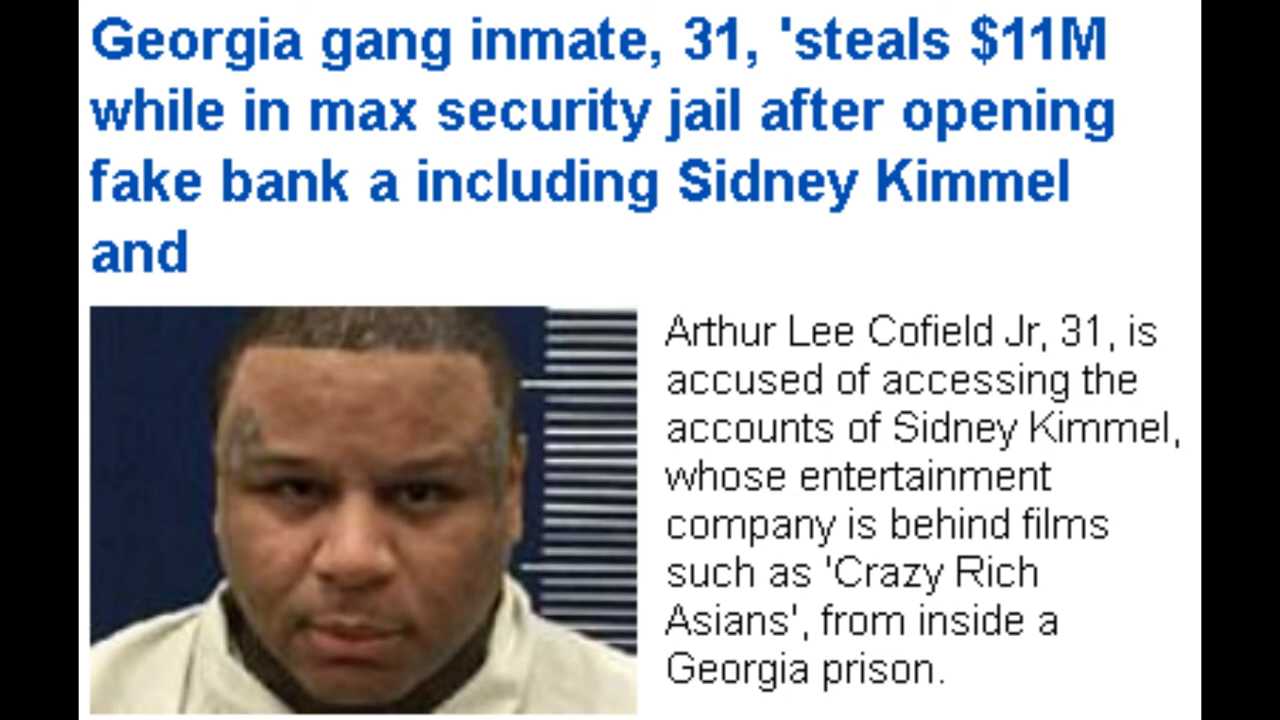 Georgia gang inmate, 31, 'steals $11M
while in max security jail after opening
fake bank a including Sidney Kimmel
and
Arthur Lee Cofield Jr, 31, is
accused of accessing the
accounts of Sidney Kimmel,
whose entertainment
company is behind films
such as 'Crazy Rich
Asians', from inside a
Georgia prison.